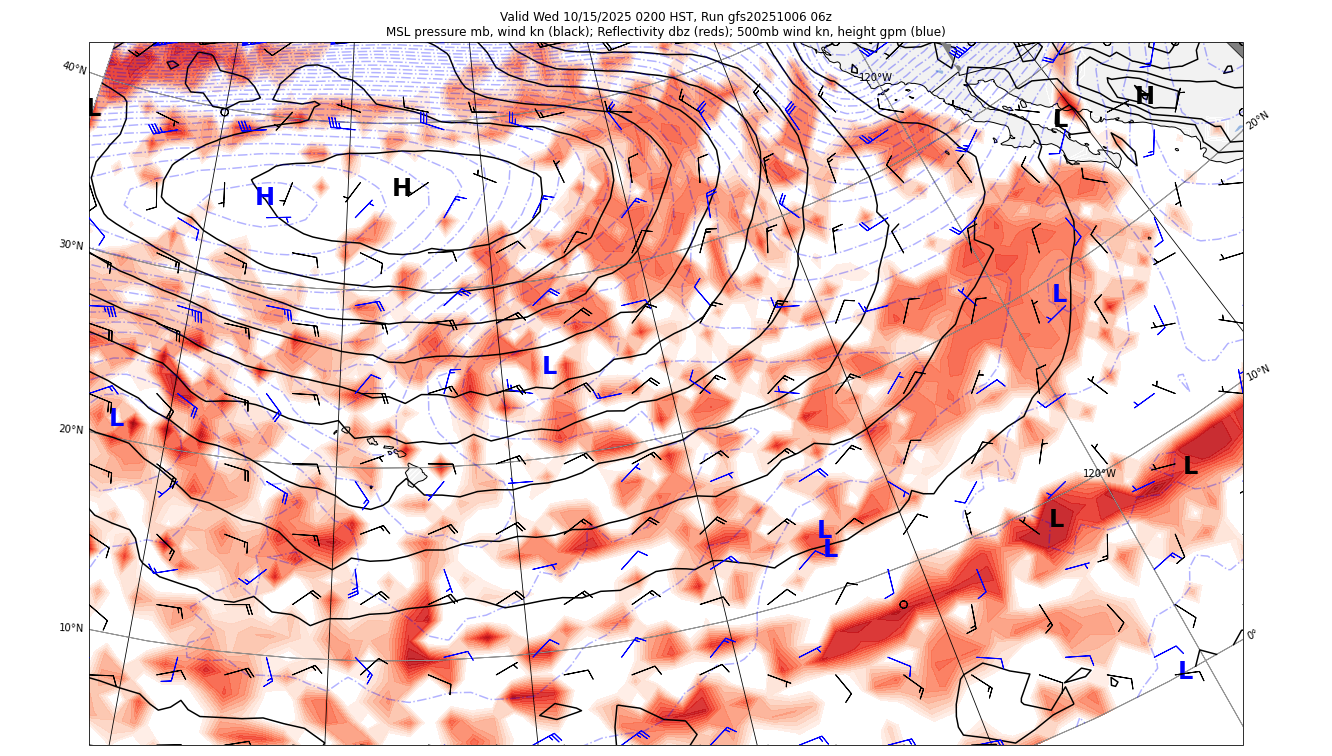 Valid Wed 10/15/2025 0200 HST, Run gfs20251006 06z
MSL pressure mb, wind kn (black); Reflectivity dbz (reds); 500mb wind kn, height gpm (blue)
40°N
120°W
L
H
L
20°N
H
H
30°N
L
L
10°N
L
20°N
120°W
L
L
L
L
10°N
0°
L